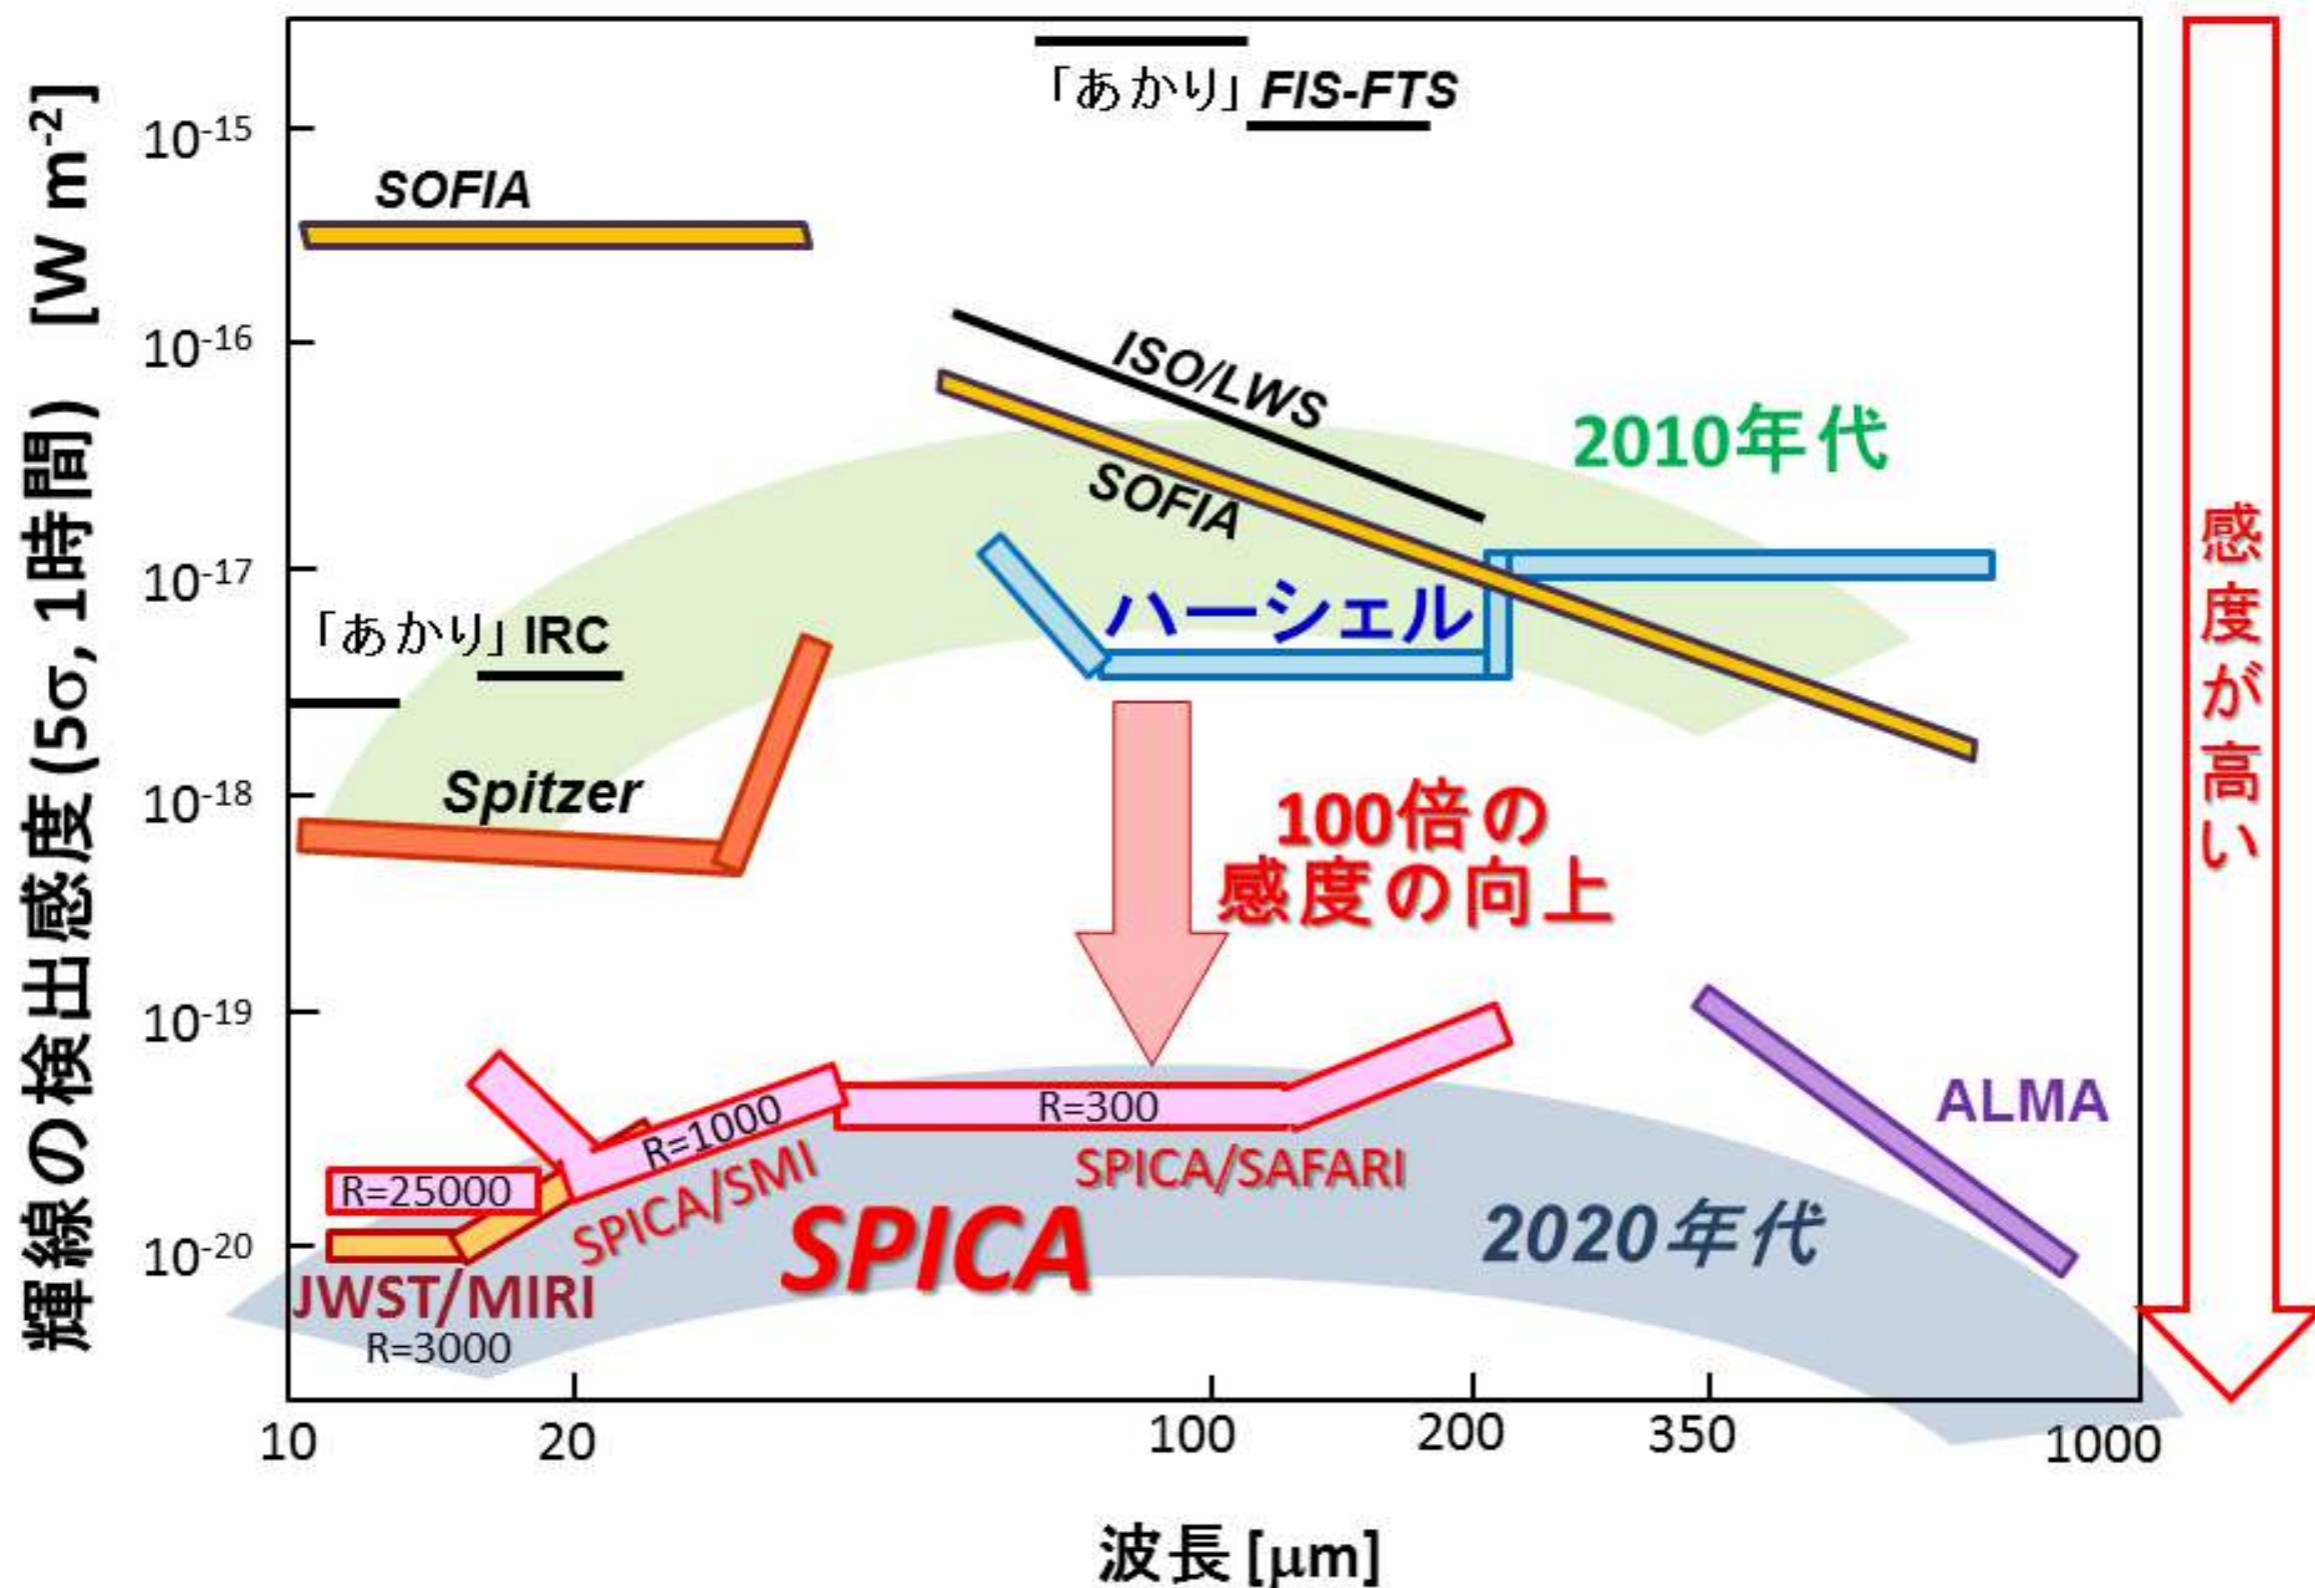 輝線の検出感度 (5σ, 1時間) [W m⁻²]
「あかり」 FIS-FTS
10⁻¹⁵
SOFIA
10⁻¹⁶
ISO/LWS
2010年代
SOFIA
10⁻¹⁷
ハーシェル
「あかり」 IRC
感度が高い
Spitzer
10⁻¹⁸
100倍の
感度の向上
10⁻¹⁹
R=300
R=1000
ALMA
SPICA/SMI
SPICA/SAFARI
R=25000
SPICA
2020年代
10⁻²⁰
JWST/MIRI
R=3000
10 20 100 200 350 1000
波長 [μm]